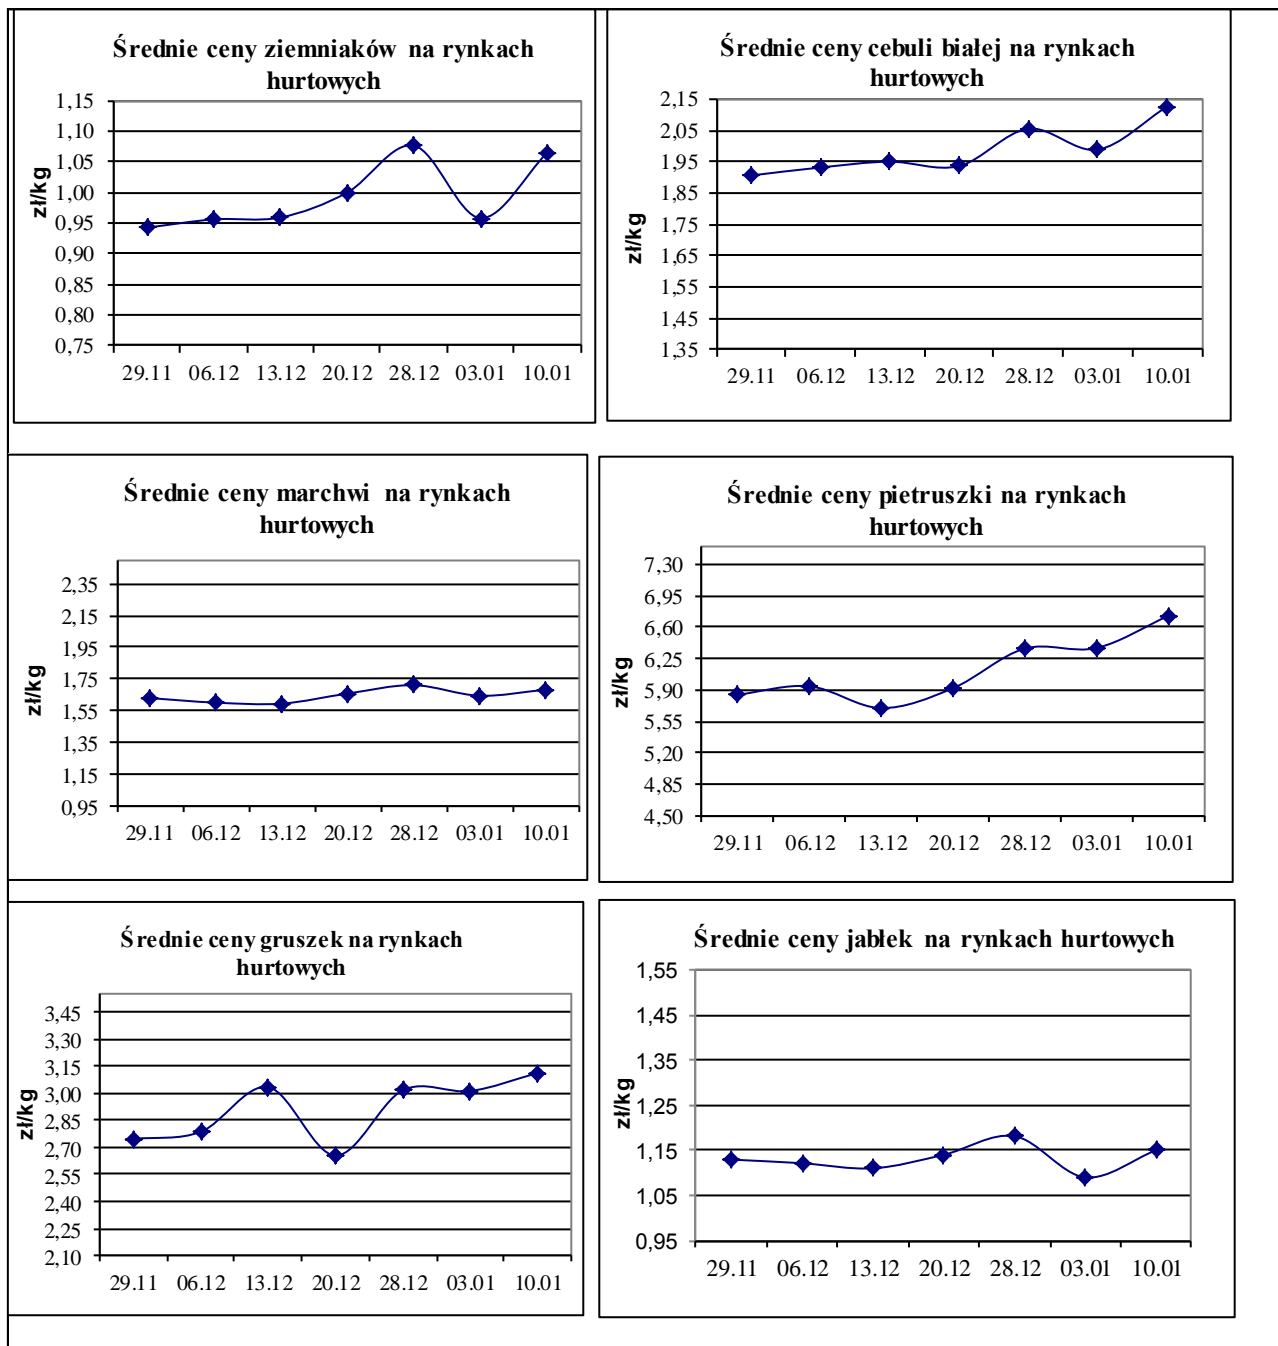 Średnie ceny ziemniaków na rynkach
hurtowych
zł/kg
1,15
1,10
1,05
1,00
0,95
0,90
0,85
0,80
0,75
29.11 06.12 13.12 20.12 28.12 03.01 10.01
Średnie ceny cebuli białej na rynkach
hurtowych
zł/kg
2,15
2,05
1,95
1,85
1,75
1,65
1,55
1,45
1,35
29.11 06.12 13.12 20.12 28.12 03.01 10.01
Średnie ceny marchwi na rynkach
hurtowych
zł/kg
2,35
2,15
1,95
1,75
1,55
1,35
1,15
0,95
29.11 06.12 13.12 20.12 28.12 03.01 10.01
Średnie ceny pietruszki na rynkach
hurtowych
zł/kg
7,30
6,95
6,60
6,25
5,90
5,55
5,20
4,85
4,50
29.11 06.12 13.12 20.12 28.12 03.01 10.01
Średnie ceny gruszek na rynkach
hurtowych
zł/kg
3,45
3,30
3,15
3,00
2,85
2,70
2,55
2,40
2,25
2,10
29.11 06.12 13.12 20.12 28.12 03.01 10.01
Średnie ceny jabłek na rynkach hurtowych
zł/kg
1,55
1,45
1,35
1,25
1,15
1,05
0,95
29.11 06.12 13.12 20.12 28.12 03.01 10.01